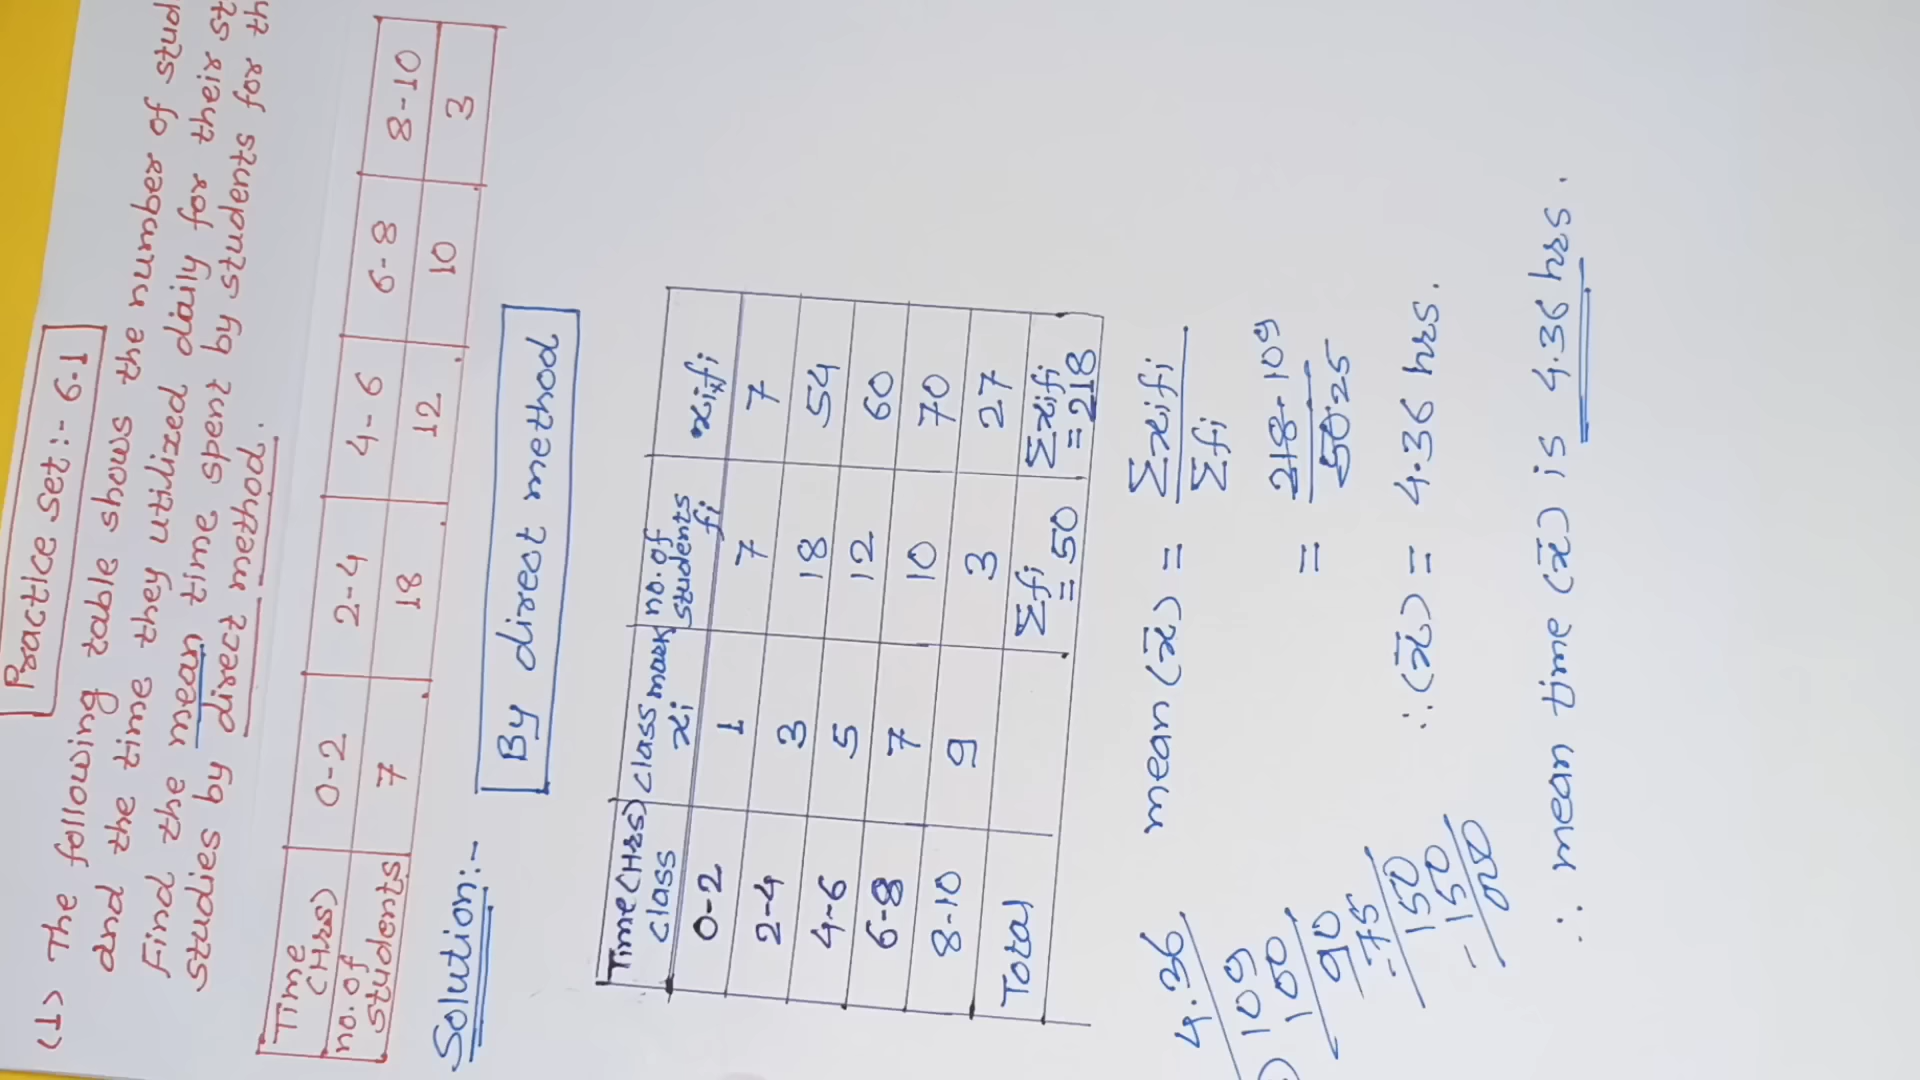 Practice set:- 6.1
(1) The following table shows the number of stud
and the time they utilized daily for their
Find the mean time spent by students for
studies by direct method.
Time (Hrs) 0-2 2-4 4-6 6-8 8-10
no. of students 7 18 12 10 3
Solution:-
By direct method
Time (Hrs) class class mark xi no. of students fi xi×fi
0-2 1 7 7
2-4 3 18 54
4-6 5 12 60
6-8 7 10 70
8-10 9 3 27
Total Σfi = 50 Σxifi = 218
mean (x̄) = Σxifi / Σfi
= 218 109 / 50 25
∴ (x̄) = 4.36 hrs.
4.36
) 109
100
90
-75
150
-150
000
∴ mean time (x̄) is 4.36 hrs.